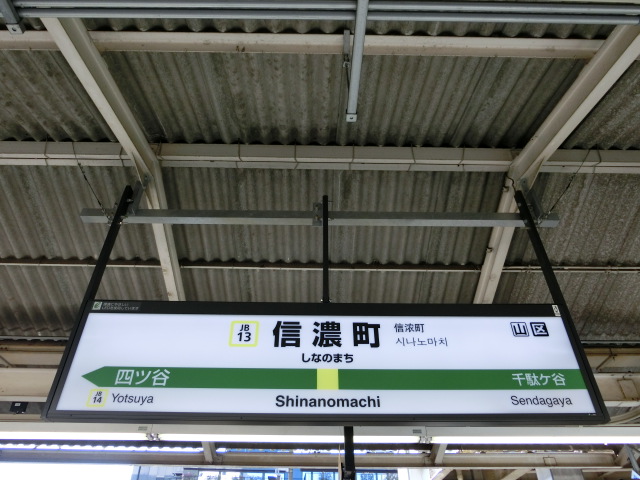 JB
13
信濃町
信浓町
시나노마치
山 区
しなのまち
四ツ谷
千駄ケ谷
JB
14
Yotsuya
Shinanomachi
Sendagaya